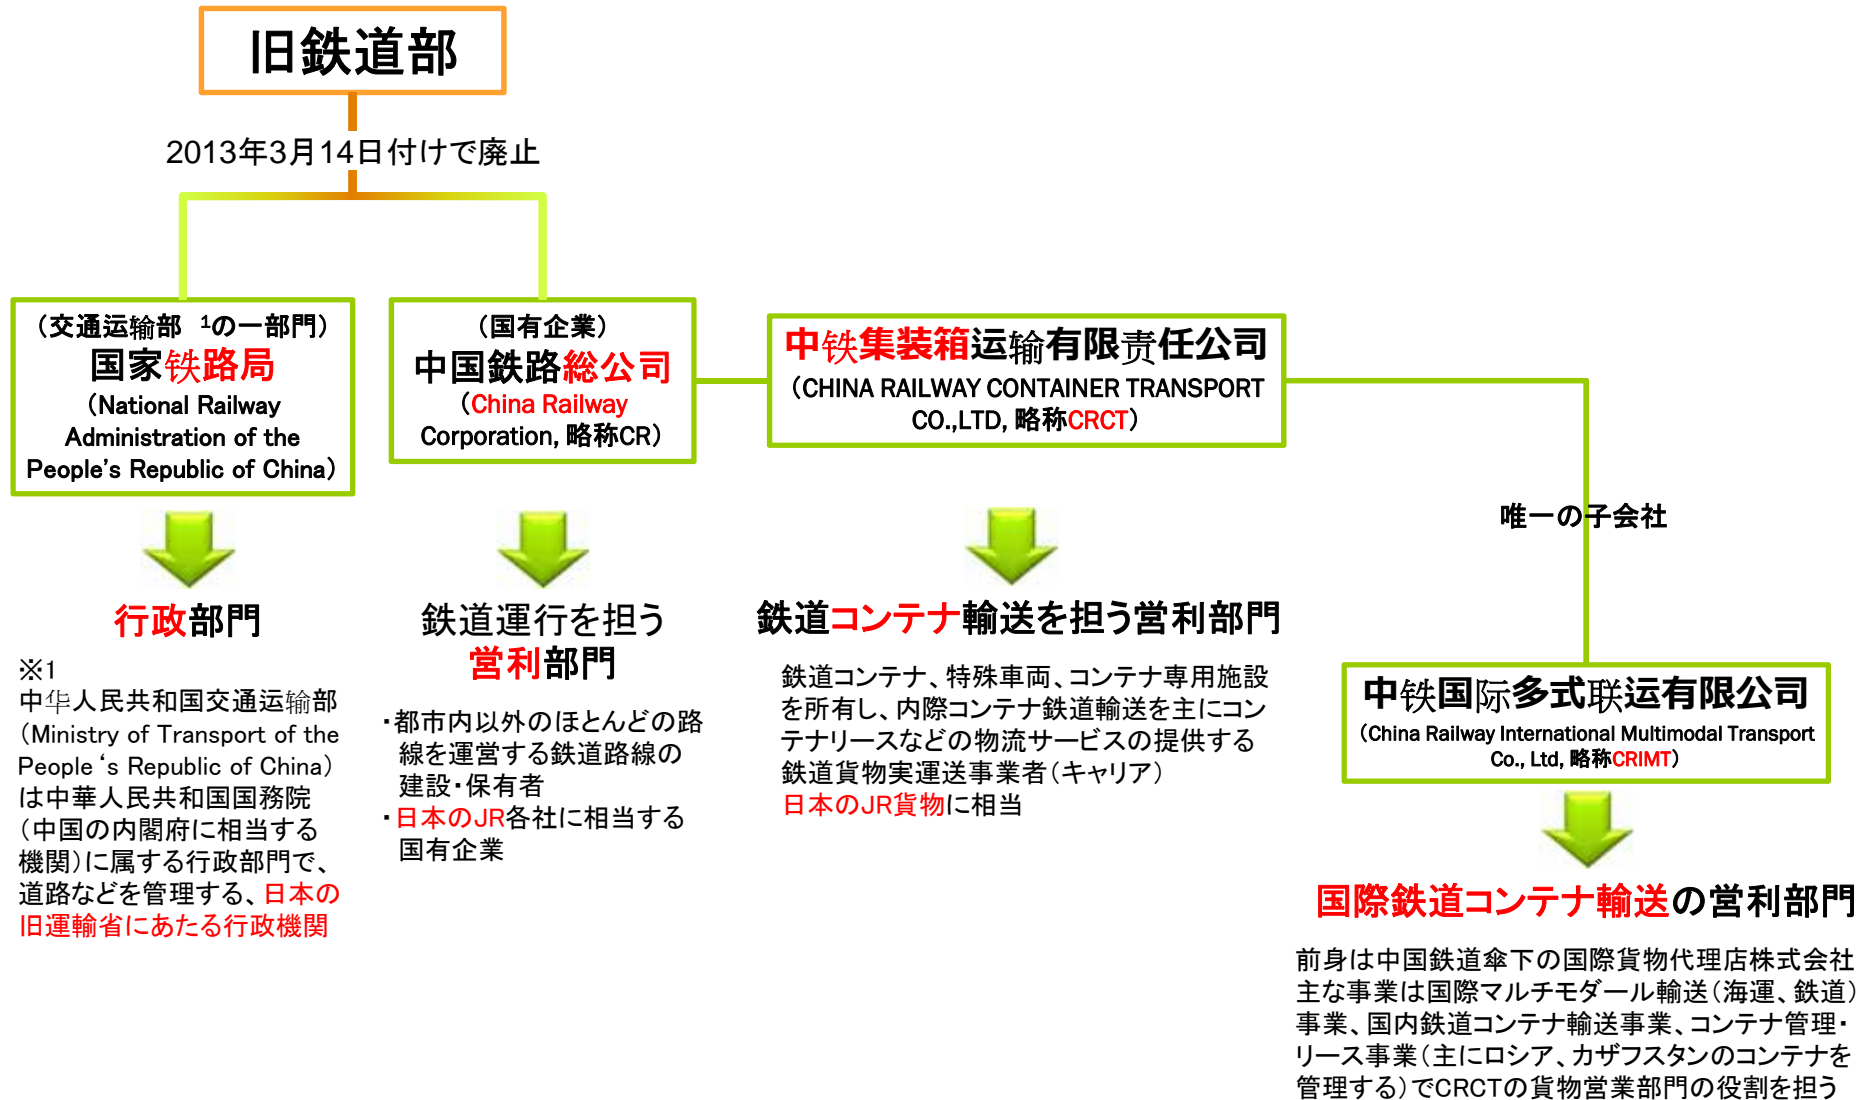 旧鉄道部
2013年3月14日付けで廃止
（交通运输部 ¹の一部門）
国家铁路局
（National Railway
Administration of the
People's Republic of China）
（国有企業）
中国鉄路総公司
（China Railway
Corporation, 略称CR）
中铁集装箱运输有限责任公司
（CHINA RAILWAY CONTAINER TRANSPORT
CO.,LTD, 略称CRCT）
唯一の子会社
行政部門
※1
中华人民共和国交通运输部
（Ministry of Transport of the
People‘s Republic of China）
は中華人民共和国国務院
（中国の内閣府に相当する
機関）に属する行政部門で、
道路などを管理する、日本の
旧運輸省にあたる行政機関
鉄道運行を担う
営利部門
・都市内以外のほとんどの路
線を運営する鉄道路線の
建設・保有者
・日本のJR各社に相当する
国有企業
鉄道コンテナ輸送を担う営利部門
鉄道コンテナ、特殊車両、コンテナ専用施設
を所有し、内際コンテナ鉄道輸送を主にコン
テナリースなどの物流サービスの提供する
鉄道貨物実運送事業者（キャリア）
日本のJR貨物に相当
中铁国际多式联运有限公司
（China Railway International Multimodal Transport
Co., Ltd, 略称CRIMT）
国際鉄道コンテナ輸送の営利部門
前身は中国鉄道傘下の国際貨物代理店株式会社
主な事業は国際マルチモダール輸送（海運、鉄道）
事業、国内鉄道コンテナ輸送事業、コンテナ管理・
リース事業（主にロシア、カザフスタンのコンテナを
管理する）でCRCTの貨物営業部門の役割を担う